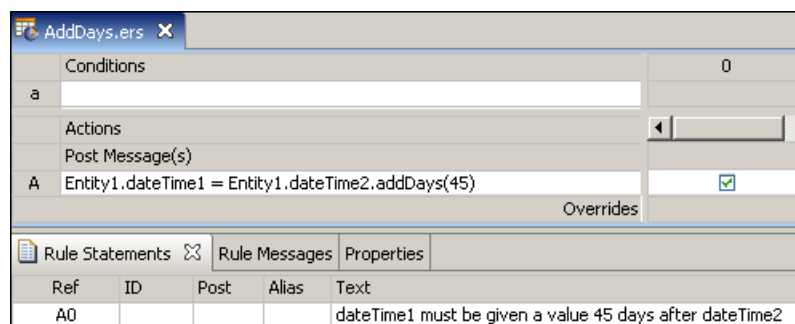 AddDays.ers
Conditions 0
a
Actions
Post Message(s)
A Entity1.dateTime1 = Entity1.dateTime2.addDays(45)
Overrides
Rule Statements Rule Messages Properties
Ref ID Post Alias Text
A0 dateTime1 must be given a value 45 days after dateTime2